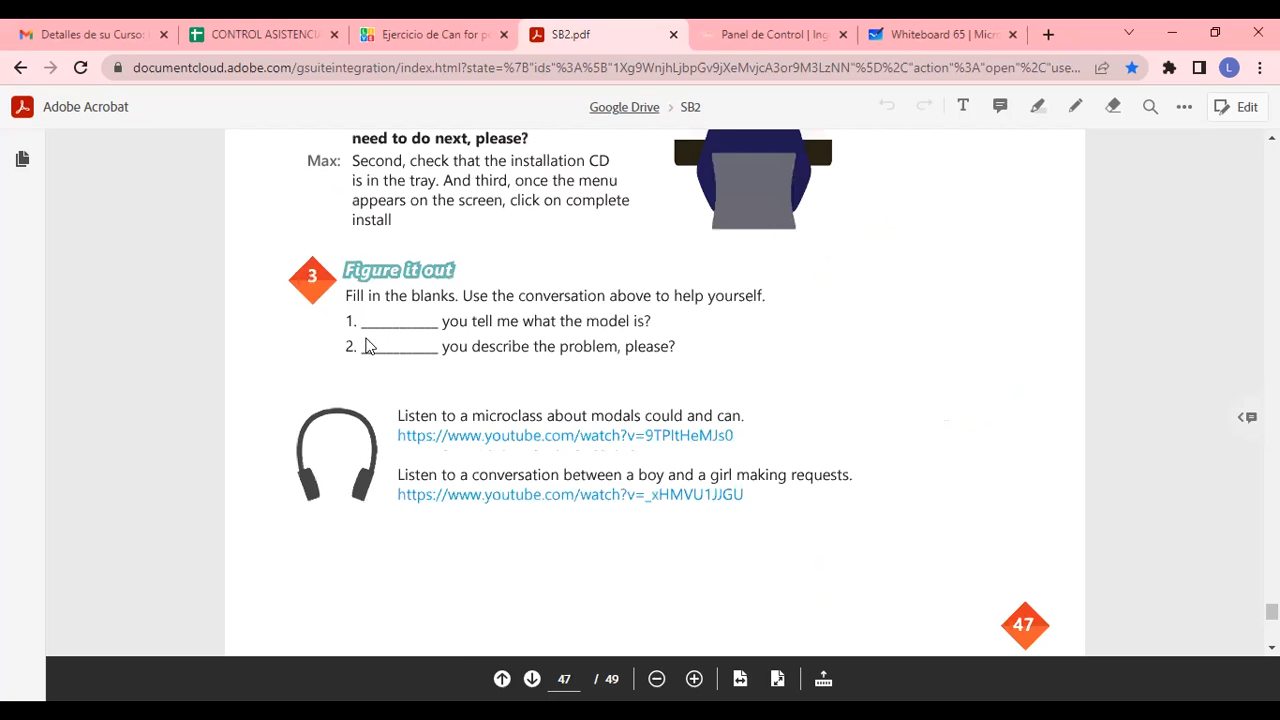 Detalles de su Curso:
CONTROL ASISTENCIA
Ejercicio de Can for pe
SB2.pdf
Panel de Control | Ing
Whiteboard 65 | Micro
documentcloud.adobe.com/gsuiteintegration/index.html?state=%7B"ids"%3A%5B"1Xg9WnjhLjbpGv9jXeMvjcA3or9M3LzNN"%5D%2C"action"%3A"open"%2C"use...
L
Adobe Acrobat
Google Drive
SB2
Edit
need to do next, please?
Max: Second, check that the installation CD
is in the tray. And third, once the menu
appears on the screen, click on complete
install
3
Figure it out
Fill in the blanks. Use the conversation above to help yourself.
1. __________ you tell me what the model is?
2. __________ you describe the problem, please?
Listen to a microclass about modals could and can.
https://www.youtube.com/watch?v=9TPltHeMJs0
Listen to a conversation between a boy and a girl making requests.
https://www.youtube.com/watch?v=_xHMVU1JJGU
47
47 / 49